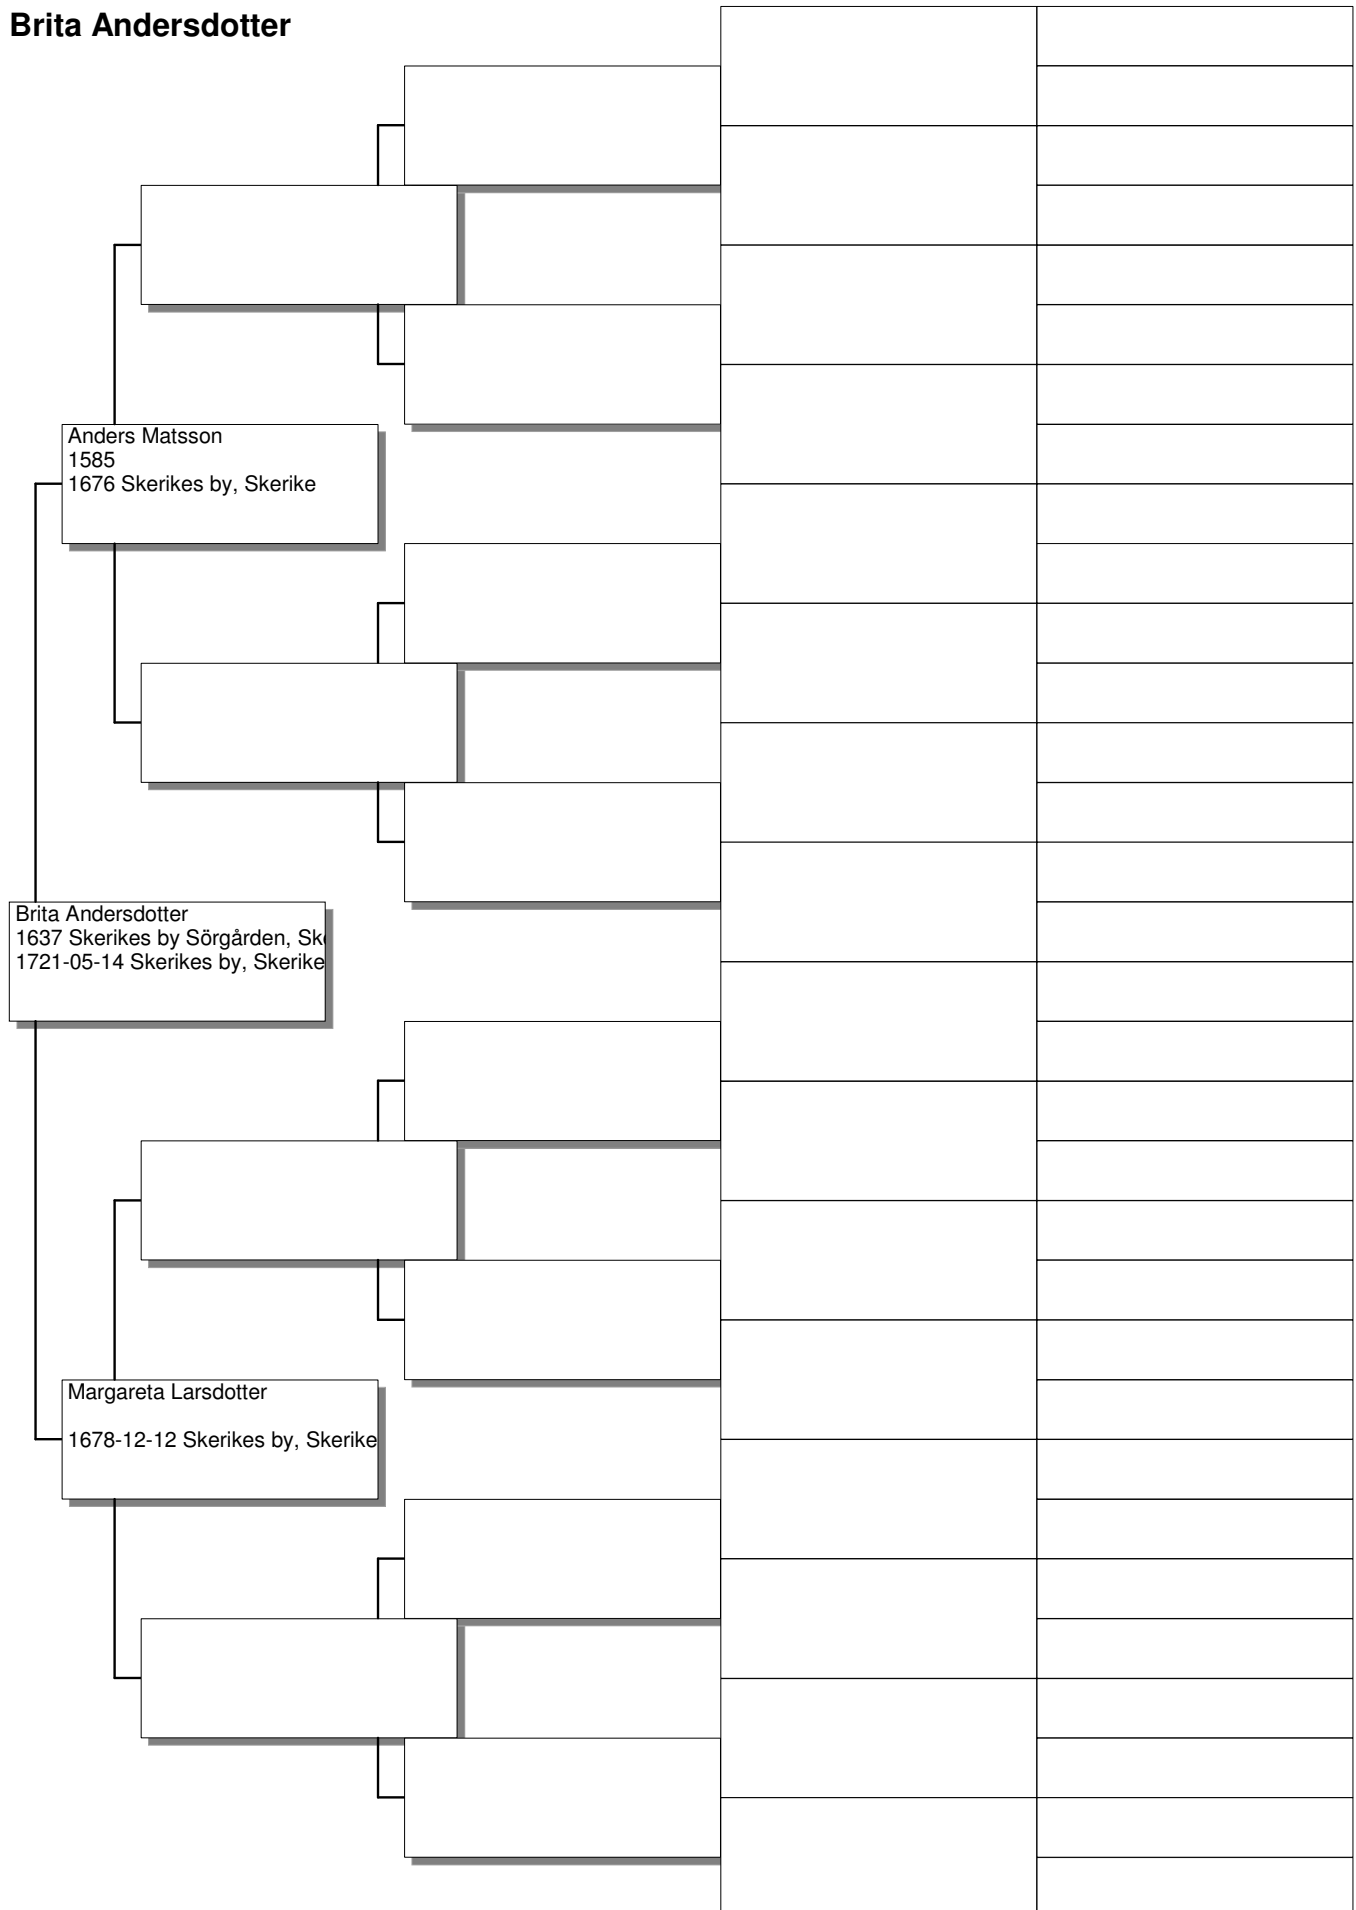 Brita Andersdotter
Anders Matsson
1585
1676 Skerikes by, Skerike
Brita Andersdotter
1637 Skerikes by Sörgården,
1721-05-14 Skerikes by, Skerike
Margareta Larsdotter
1678-12-12 Skerikes by, Skerike